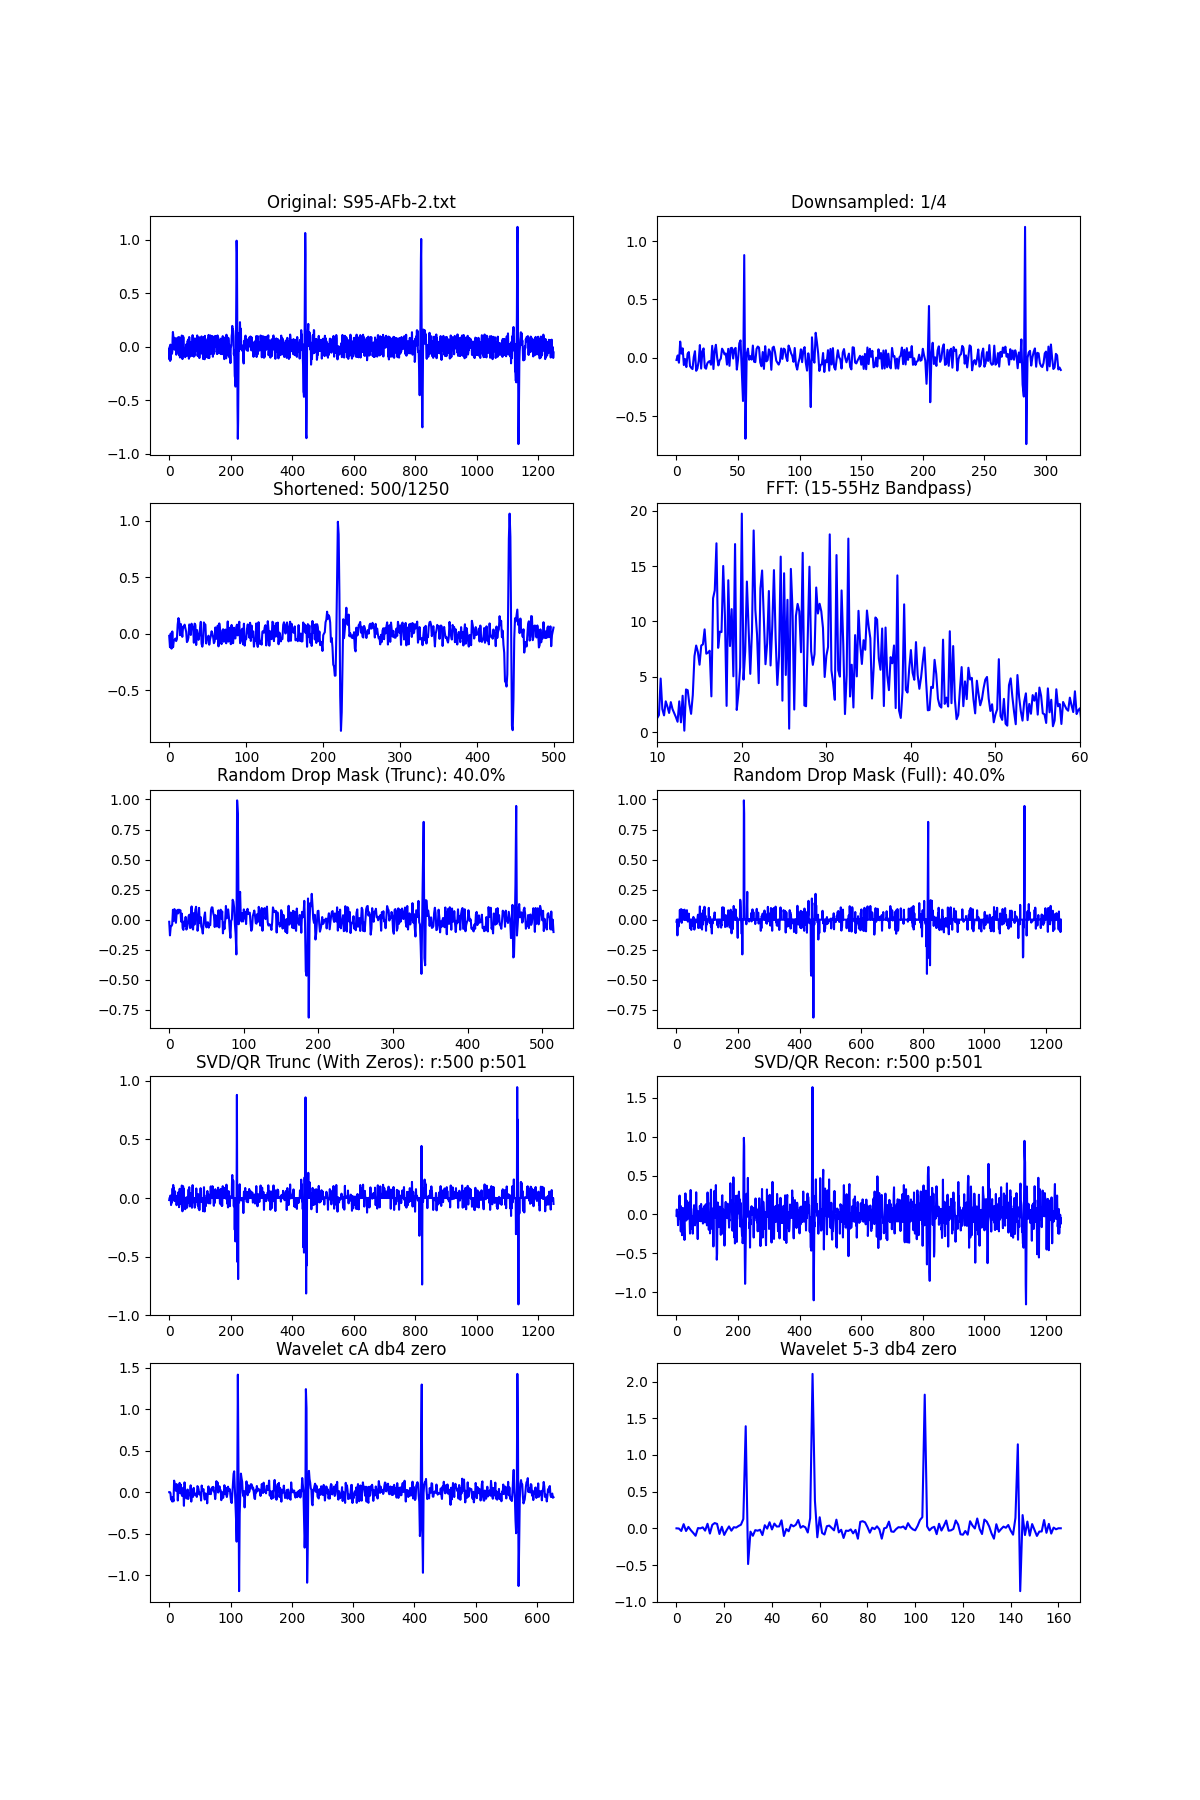 Original: S95-AFb-2.txt
1.0
0.5
0.0
−0.5
−1.0
0 200 400 600 800 1000 1200
Downsampled: 1/4
1.0
0.5
0.0
−0.5
0 50 100 150 200 250 300
Shortened: 500/1250
1.0
0.5
0.0
−0.5
0 100 200 300 400 500
FFT: (15-55Hz Bandpass)
20
15
10
5
0
10 20 30 40 50 60
Random Drop Mask (Trunc): 40.0%
1.00
0.75
0.50
0.25
0.00
−0.25
−0.50
−0.75
0 100 200 300 400 500
Random Drop Mask (Full): 40.0%
1.00
0.75
0.50
0.25
0.00
−0.25
−0.50
−0.75
0 200 400 600 800 1000 1200
SVD/QR Trunc (With Zeros): r:500 p:501
1.0
0.5
0.0
−0.5
−1.0
0 200 400 600 800 1000 1200
SVD/QR Recon: r:500 p:501
1.5
1.0
0.5
0.0
−0.5
−1.0
0 200 400 600 800 1000 1200
Wavelet cA db4 zero
1.5
1.0
0.5
0.0
−0.5
−1.0
0 100 200 300 400 500 600
Wavelet 5-3 db4 zero
2.0
1.5
1.0
0.5
0.0
−0.5
−1.0
0 20 40 60 80 100 120 140 160